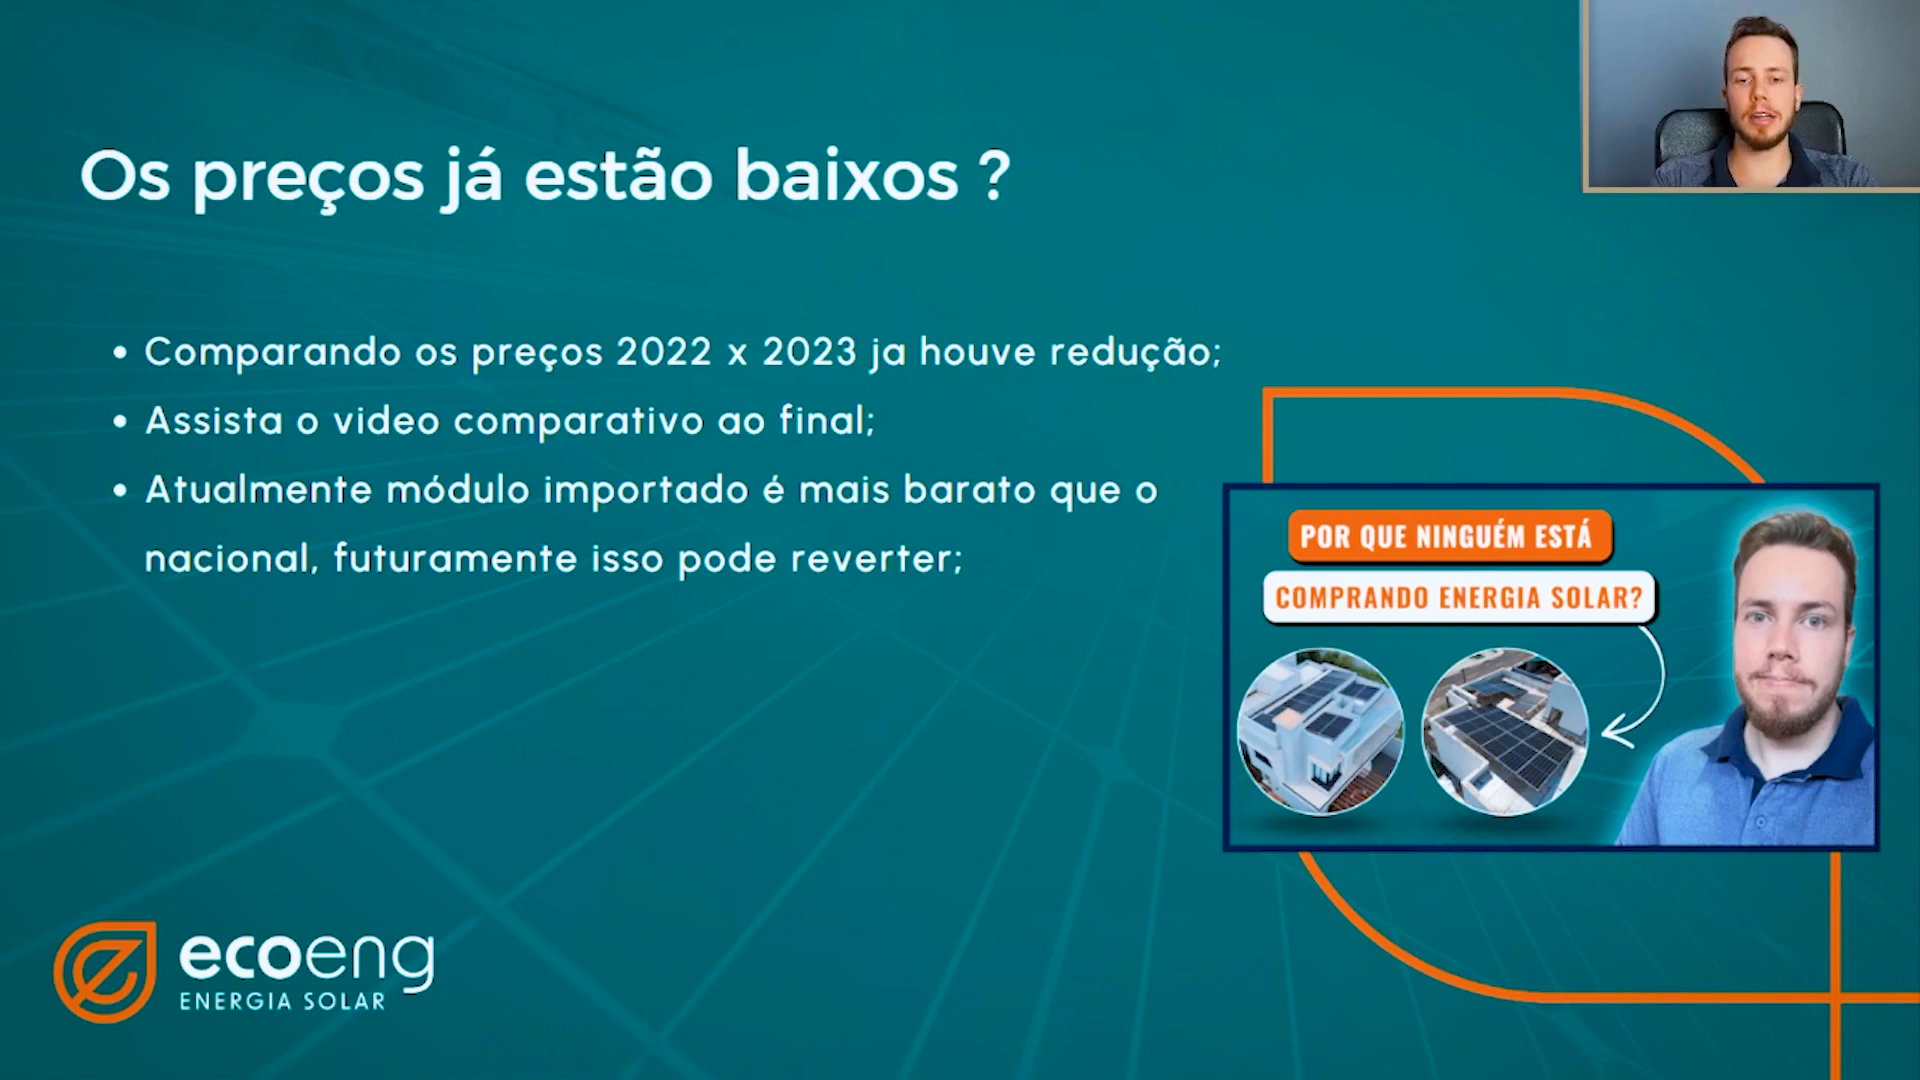 Os preços já estão baixos ?
• Comparando os preços 2022 x 2023 ja houve redução;
• Assista o video comparativo ao final;
• Atualmente módulo importado é mais barato que o
nacional, futuramente isso pode reverter;
POR QUE NINGUÉM ESTÁ
COMPRANDO ENERGIA SOLAR?
ecoeng
ENERGIA SOLAR